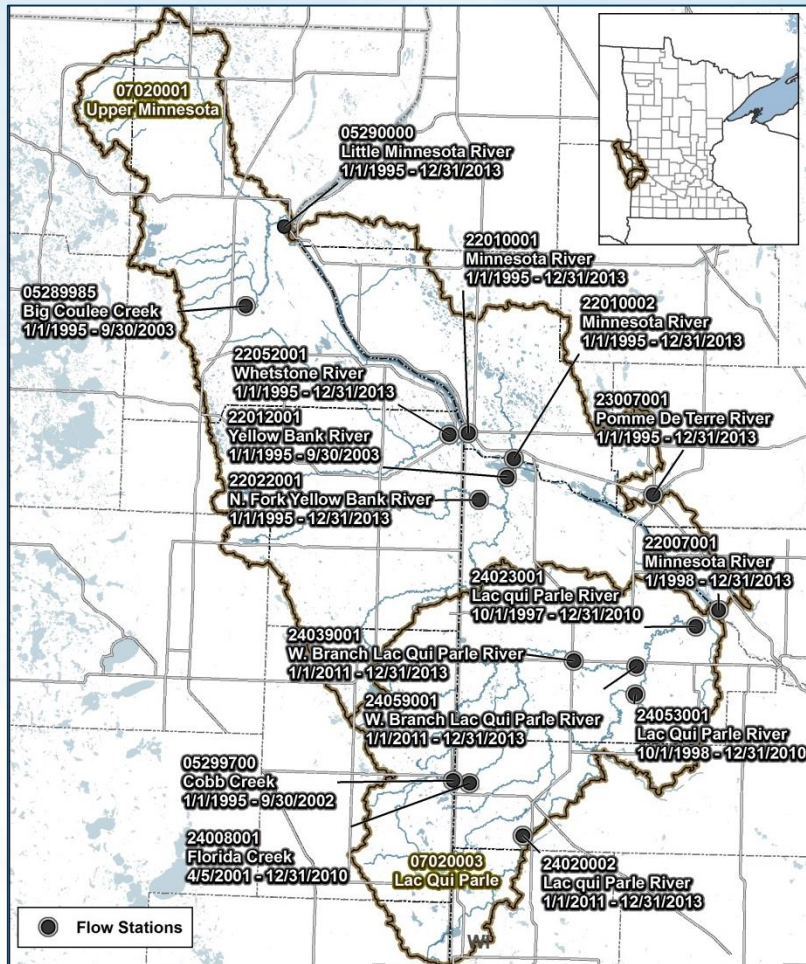 07020001
Upper Minnesota
05290000
Little Minnesota River
1/1/1995 - 12/31/2013
22010001
Minnesota River
1/1/1995 - 12/31/2013
05289985
Big Coulee Creek
1/1/1995 - 9/30/2003
22010002
Minnesota River
1/1/1995 - 12/31/2013
22052001
Whetstone River
1/1/1995 - 12/31/2013
23007001
Pomme De Terre River
1/1/1995 - 12/31/2013
22012001
Yellow Bank River
1/1/1995 - 9/30/2003
22022001
N. Fork Yellow Bank River
1/1/1995 - 12/31/2013
22007001
Minnesota River
1/1998 - 12/31/2013
24023001
Lac qui Parle River
10/1/1997 - 12/31/2010
24039001
W. Branch Lac Qui Parle River
1/1/2011 - 12/31/2013
24059001
W. Branch Lac Qui Parle River
1/1/2011 - 12/31/2013
24053001
Lac Qui Parle River
10/1/1998 - 12/31/2010
05299700
Cobb Creek
1/1/1995 - 9/30/2002
24008001
Florida Creek
4/5/2001 - 12/31/2010
07020003
Lac Qui Parle
24020002
Lac qui Parle River
1/1/2011 - 12/31/2013
Flow Stations